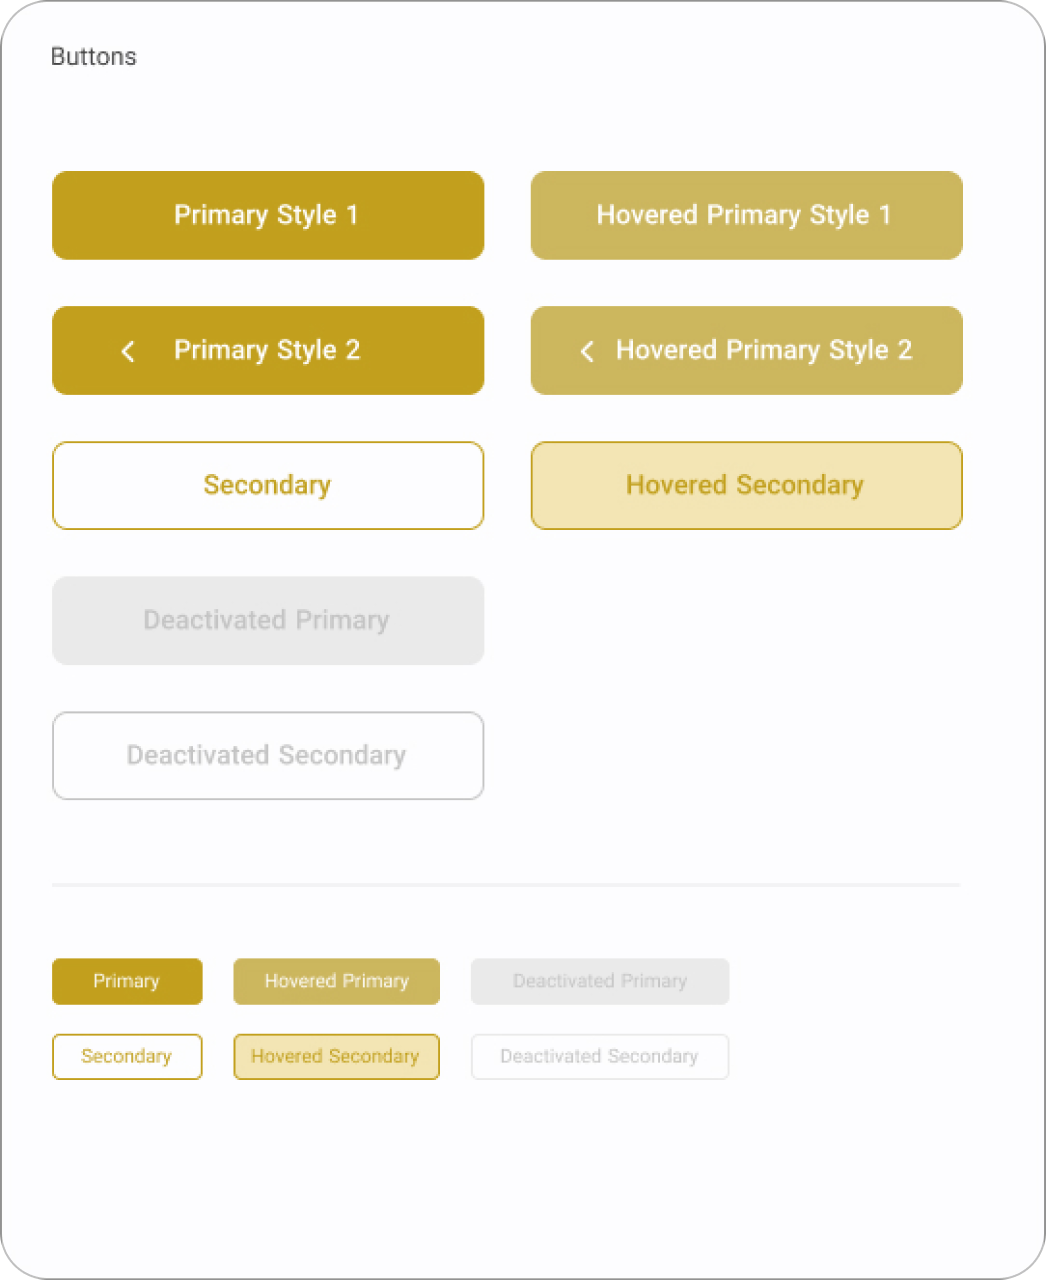 Buttons
Primary Style 1
Hovered Primary Style 1
Primary Style 2
Hovered Primary Style 2
Secondary
Hovered Secondary
Deactivated Primary
Deactivated Secondary
Primary
Hovered Primary
Deactivated Primary
Secondary
Hovered Secondary
Deactivated Secondary